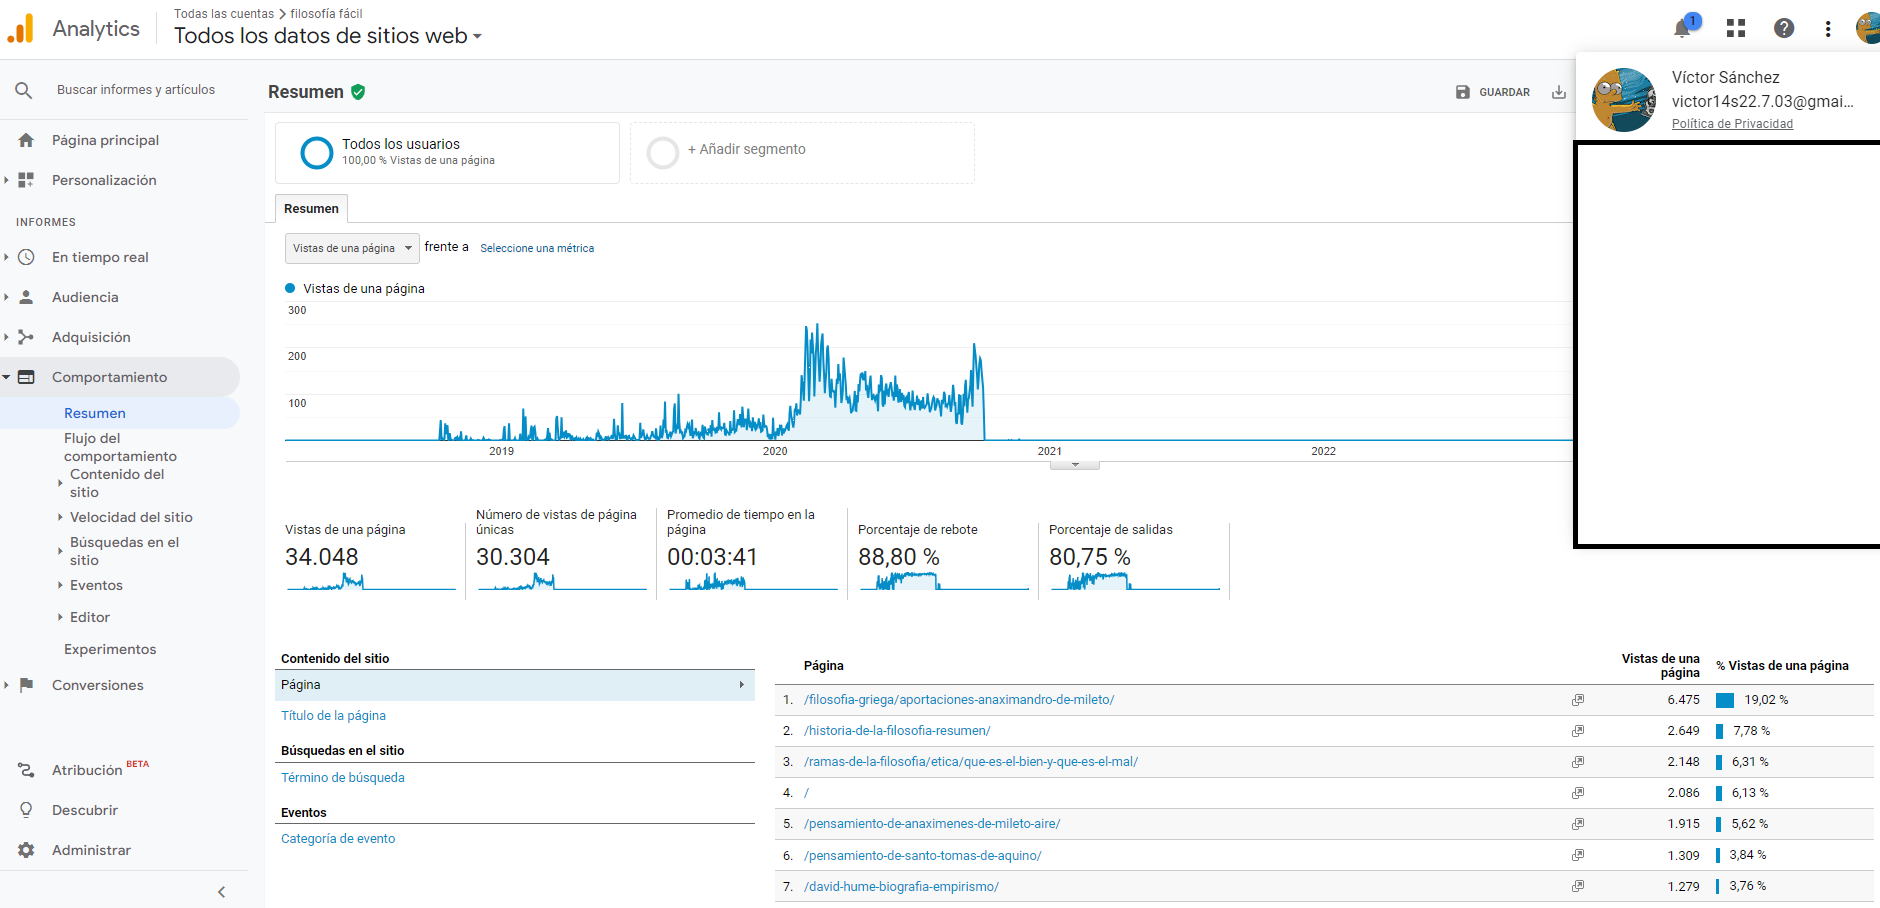 Analytics
Todas las cuentas > filosofía fácil
Todos los datos de sitios web
1
Víctor Sánchez
victor14s22.7.03@gmai...
Política de Privacidad
Buscar informes y artículos
Página principal
Personalización
INFORMES
En tiempo real
Audiencia
Adquisición
Comportamiento
Resumen
Flujo del
comportamiento
Contenido del
sitio
Velocidad del sitio
Búsquedas en el
sitio
Eventos
Editor
Experimentos
Conversiones
Atribución BETA
Descubrir
Administrar
Resumen
GUARDAR
Todos los usuarios
100,00 % Vistas de una página
+ Añadir segmento
Resumen
Vistas de una página frente a Seleccione una métrica
Vistas de una página
300
200
100
2019 2020 2021 2022
Vistas de una página
34.048
Número de vistas de página
únicas
30.304
Promedio de tiempo en la
página
00:03:41
Porcentaje de rebote
88,80 %
Porcentaje de salidas
80,75 %
Contenido del sitio
Página
Título de la página
Búsquedas en el sitio
Término de búsqueda
Eventos
Categoría de evento
Página Vistas de una página % Vistas de una página
1. /filosofia-griega/aportaciones-anaximandro-de-mileto/ 6.475 19,02 %
2. /historia-de-la-filosofia-resumen/ 2.649 7,78 %
3. /ramas-de-la-filosofia/etica/que-es-el-bien-y-que-es-el-mal/ 2.148 6,31 %
4. / 2.086 6,13 %
5. /pensamiento-de-anaximenes-de-mileto-aire/ 1.915 5,62 %
6. /pensamiento-de-santo-tomas-de-aquino/ 1.309 3,84 %
7. /david-hume-biografia-empirismo/ 1.279 3,76 %